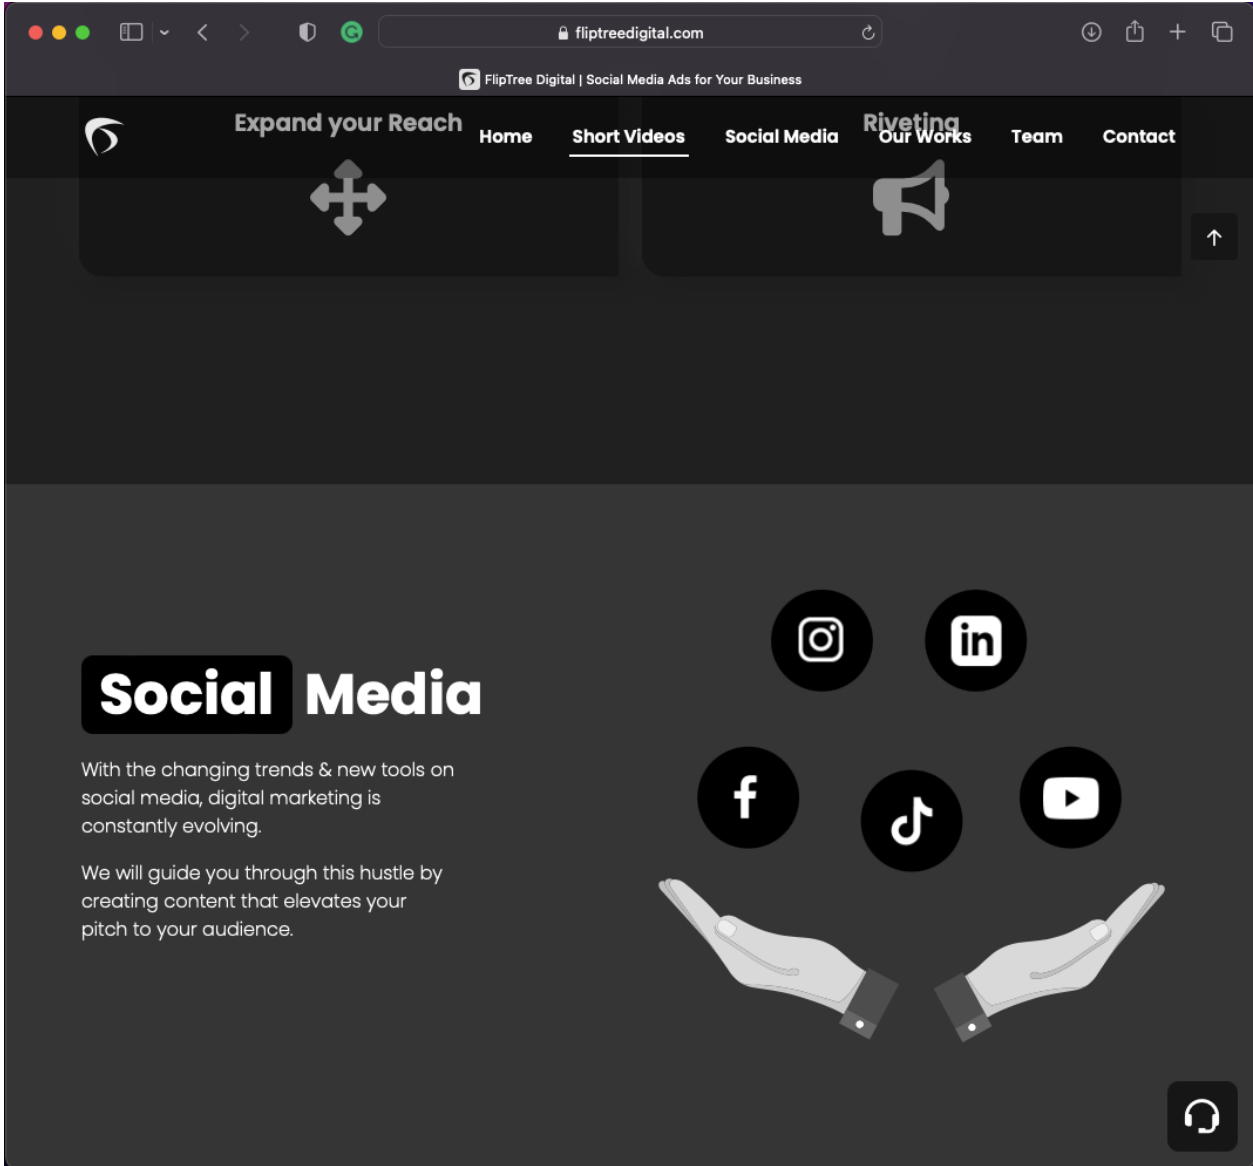 fliptreedigital.com
FlipTree Digital | Social Media Ads for Your Business
Expand your Reach
Riveting
Home Short Videos Social Media Our Works Team Contact
in
Social Media
f
With the changing trends & new tools on
social media, digital marketing is
constantly evolving.
We will guide you through this hustle by
creating content that elevates your
pitch to your audience.